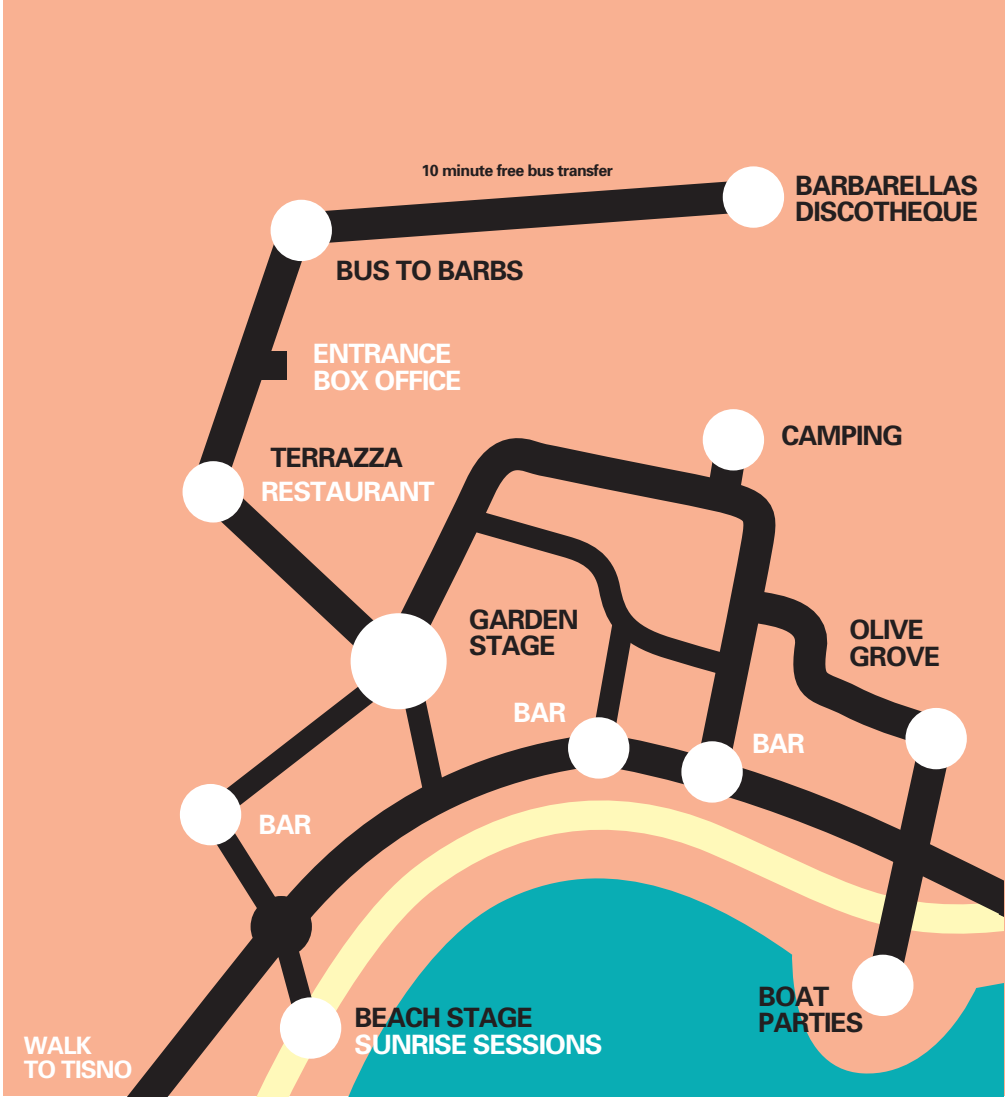 10 minute free bus transfer
BARBARELLAS
DISCOTHEQUE
BUS TO BARBS
ENTRANCE
BOX OFFICE
CAMPING
TERRAZZA
RESTAURANT
GARDEN
STAGE
OLIVE
GROVE
BAR
BAR
BAR
BOAT
PARTIES
BEACH STAGE
SUNRISE SESSIONS
WALK
TO TISNO